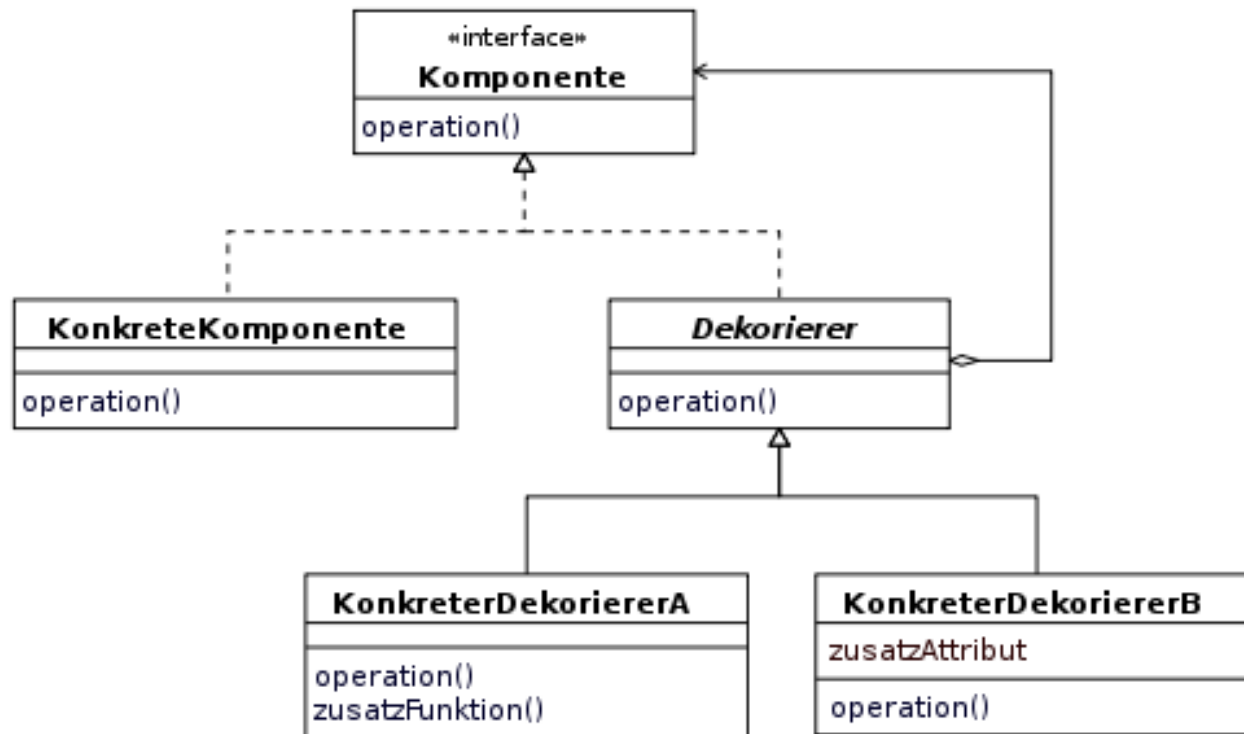 «interface»
Komponente
operation()
KonkreteKomponente
operation()
Dekorierer
operation()
KonkreterDekoriererA
operation()
zusatzFunktion()
KonkreterDekoriererB
zusatzAttribut
operation()